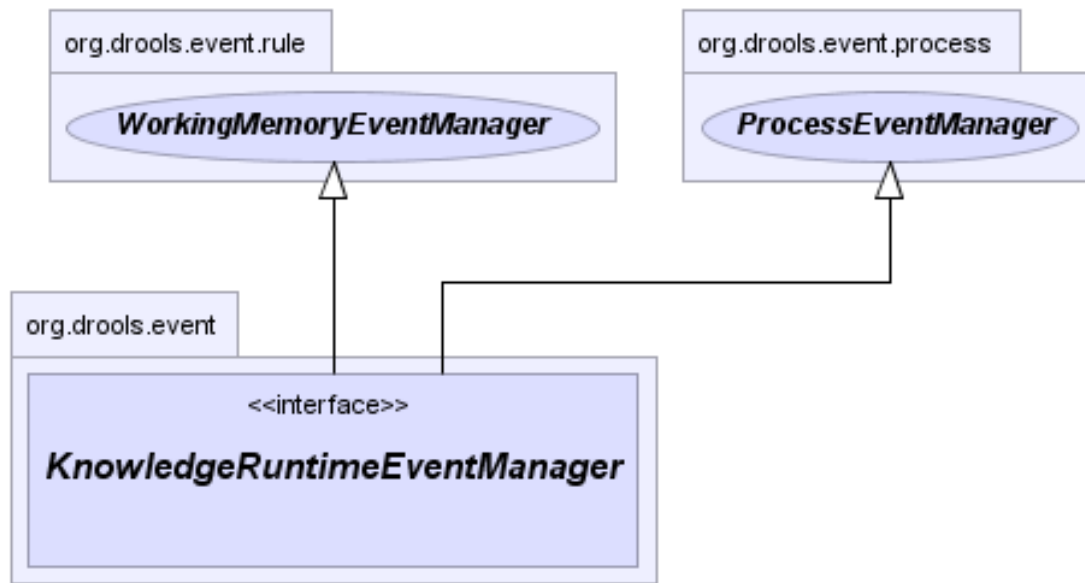 org.drools.event.rule
WorkingMemoryEventManager
org.drools.event.process
ProcessEventManager
org.drools.event
<<interface>>
KnowledgeRuntimeEventManager